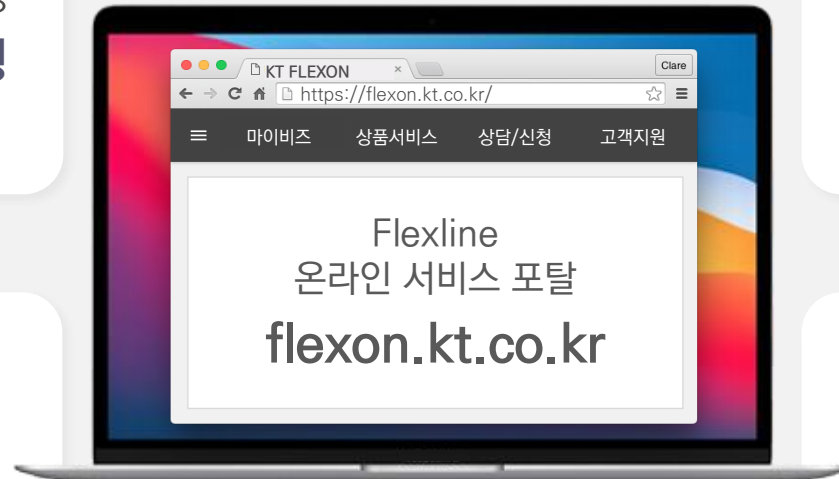 KT FLEXON
Clare
https://flexon.kt.co.kr/
마이비즈 상품서비스 상담/신청 고객지원
Flexline
온라인 서비스 포탈
flexon.kt.co.kr